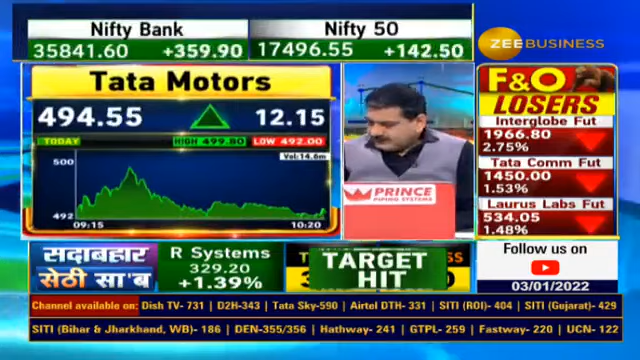 Nifty Bank
35841.60 +359.90
Nifty 50
17496.55 +142.50
ZEE BUSINESS
Tata Motors
494.55 12.15
TODAY HIGH 499.80 LOW 492.00
Vol:14.6m
500
492
09:15 10:20
PRINCE
PIPING SYSTEMS
F&O
LOSERS
Interglobe Fut
1966.80
2.75%
Tata Comm Fut
1450.00
1.53%
Laurus Labs Fut
534.05
1.48%
सदाबहार
सेठी सा'ब
R Systems
329.20
+1.39%
TARGET
HIT
Follow us on
03/01/2022
Channel available on: Dish TV- 731 | D2H-343 | Tata Sky-590 | Airtel DTH- 331 | SITI (ROI)- 404 | SITI (Gujarat)- 429
SITI (Bihar & Jharkhand, WB)- 186 | DEN-355/356 | Hathway- 241 | GTPL- 259 | Fastway- 220 | UCN- 122